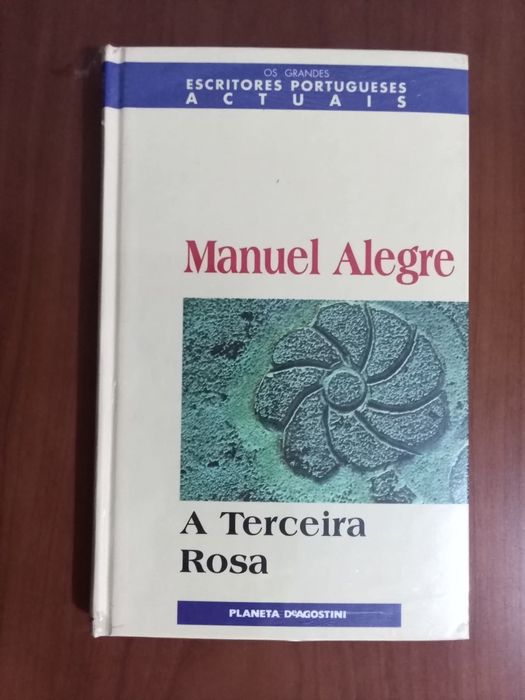 OS GRANDES
ESCRITORES PORTUGUESES
ACTUAIS
Manuel Alegre
A Terceira
Rosa
PLANETA DeAGOSTINI